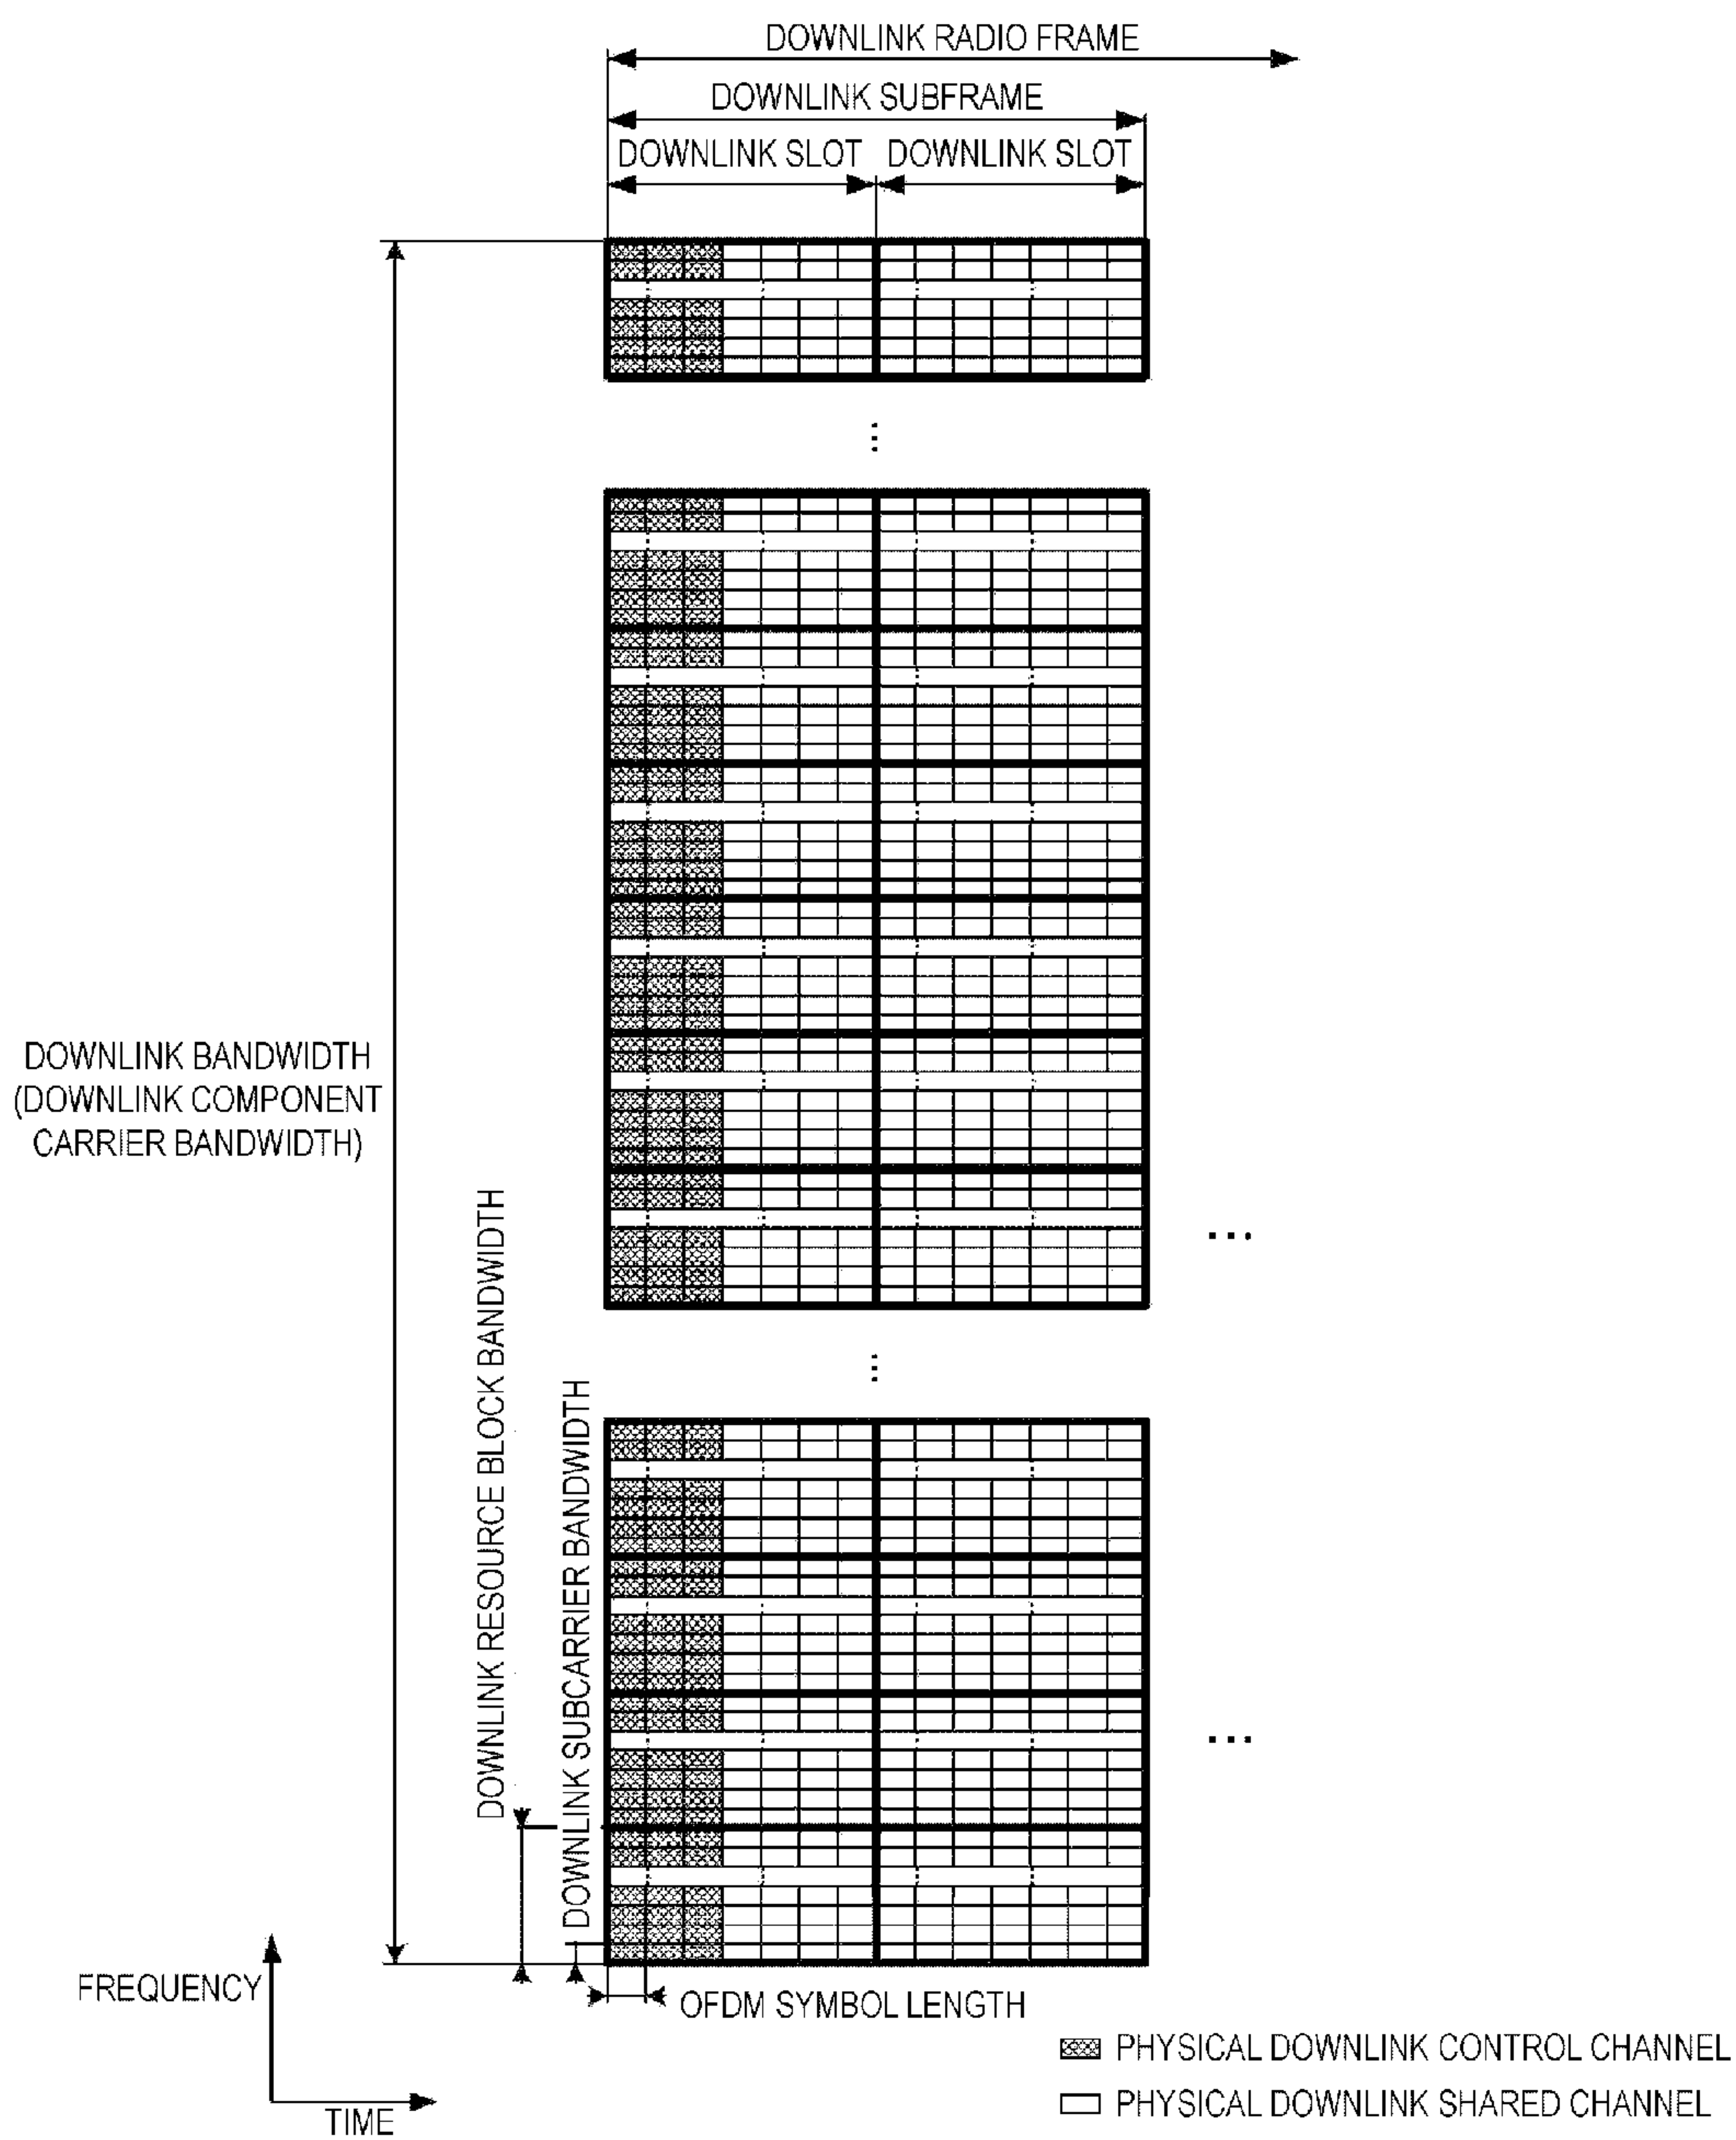 DOWNLINK RADIO FRAME
DOWNLINK SUBFRAME
DOWNLINK SLOT DOWNLINK SLOT
DOWNLINK BANDWIDTH
(DOWNLINK COMPONENT
CARRIER BANDWIDTH)
DOWNLINK RESOURCE BLOCK BANDWIDTH
DOWNLINK SUBCARRIER BANDWIDTH
FREQUENCY
TIME
OFDM SYMBOL LENGTH
PHYSICAL DOWNLINK CONTROL CHANNEL
PHYSICAL DOWNLINK SHARED CHANNEL